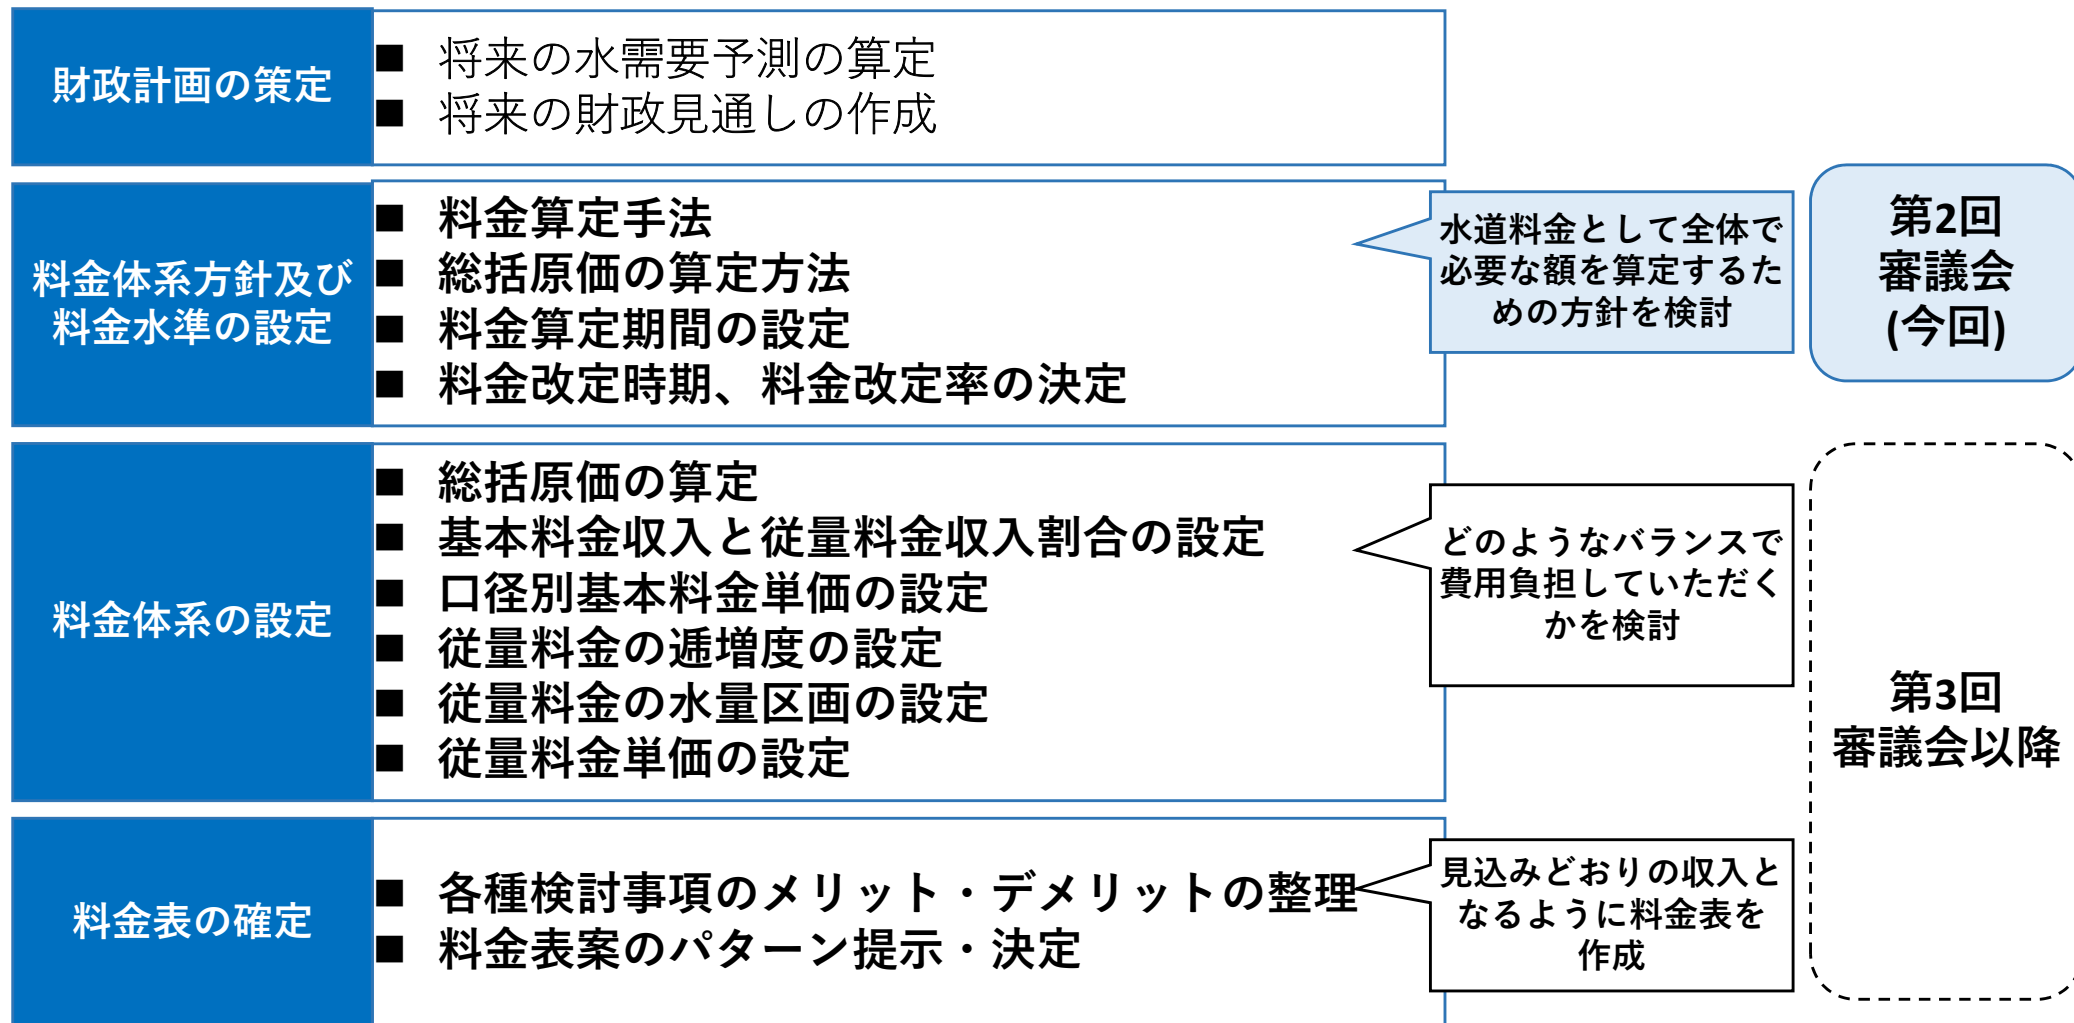 財政計画の策定
■ 将来の水需要予測の算定
■ 将来の財政見通しの作成
料金体系方針及び
料金水準の設定
■ 料金算定手法
■ 総括原価の算定方法
■ 料金算定期間の設定
■ 料金改定時期、料金改定率の決定
水道料金として全体で
必要な額を算定するた
めの方針を検討
第2回
審議会
(今回)
料金体系の設定
■ 総括原価の算定
■ 基本料金収入と従量料金収入割合の設定
■ 口径別基本料金単価の設定
■ 従量料金の逓増度の設定
■ 従量料金の水量区画の設定
■ 従量料金単価の設定
どのようなバランスで
費用負担していただく
かを検討
第3回
審議会以降
料金表の確定
■ 各種検討事項のメリット・デメリットの整理
■ 料金表案のパターン提示・決定
見込みどおりの収入と
なるように料金表を
作成